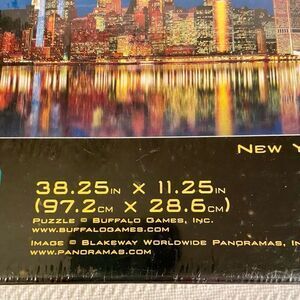 NEW Y
38.25IN X 11.25IN
(97.2CM X 28.6CM)
PUZZLE © BUFFALO GAMES, INC.
WWW.BUFFALOGAMES.COM
IMAGE © BLAKEWAY WORLDWIDE PANORAMAS, IN
WWW.PANORAMAS.COM